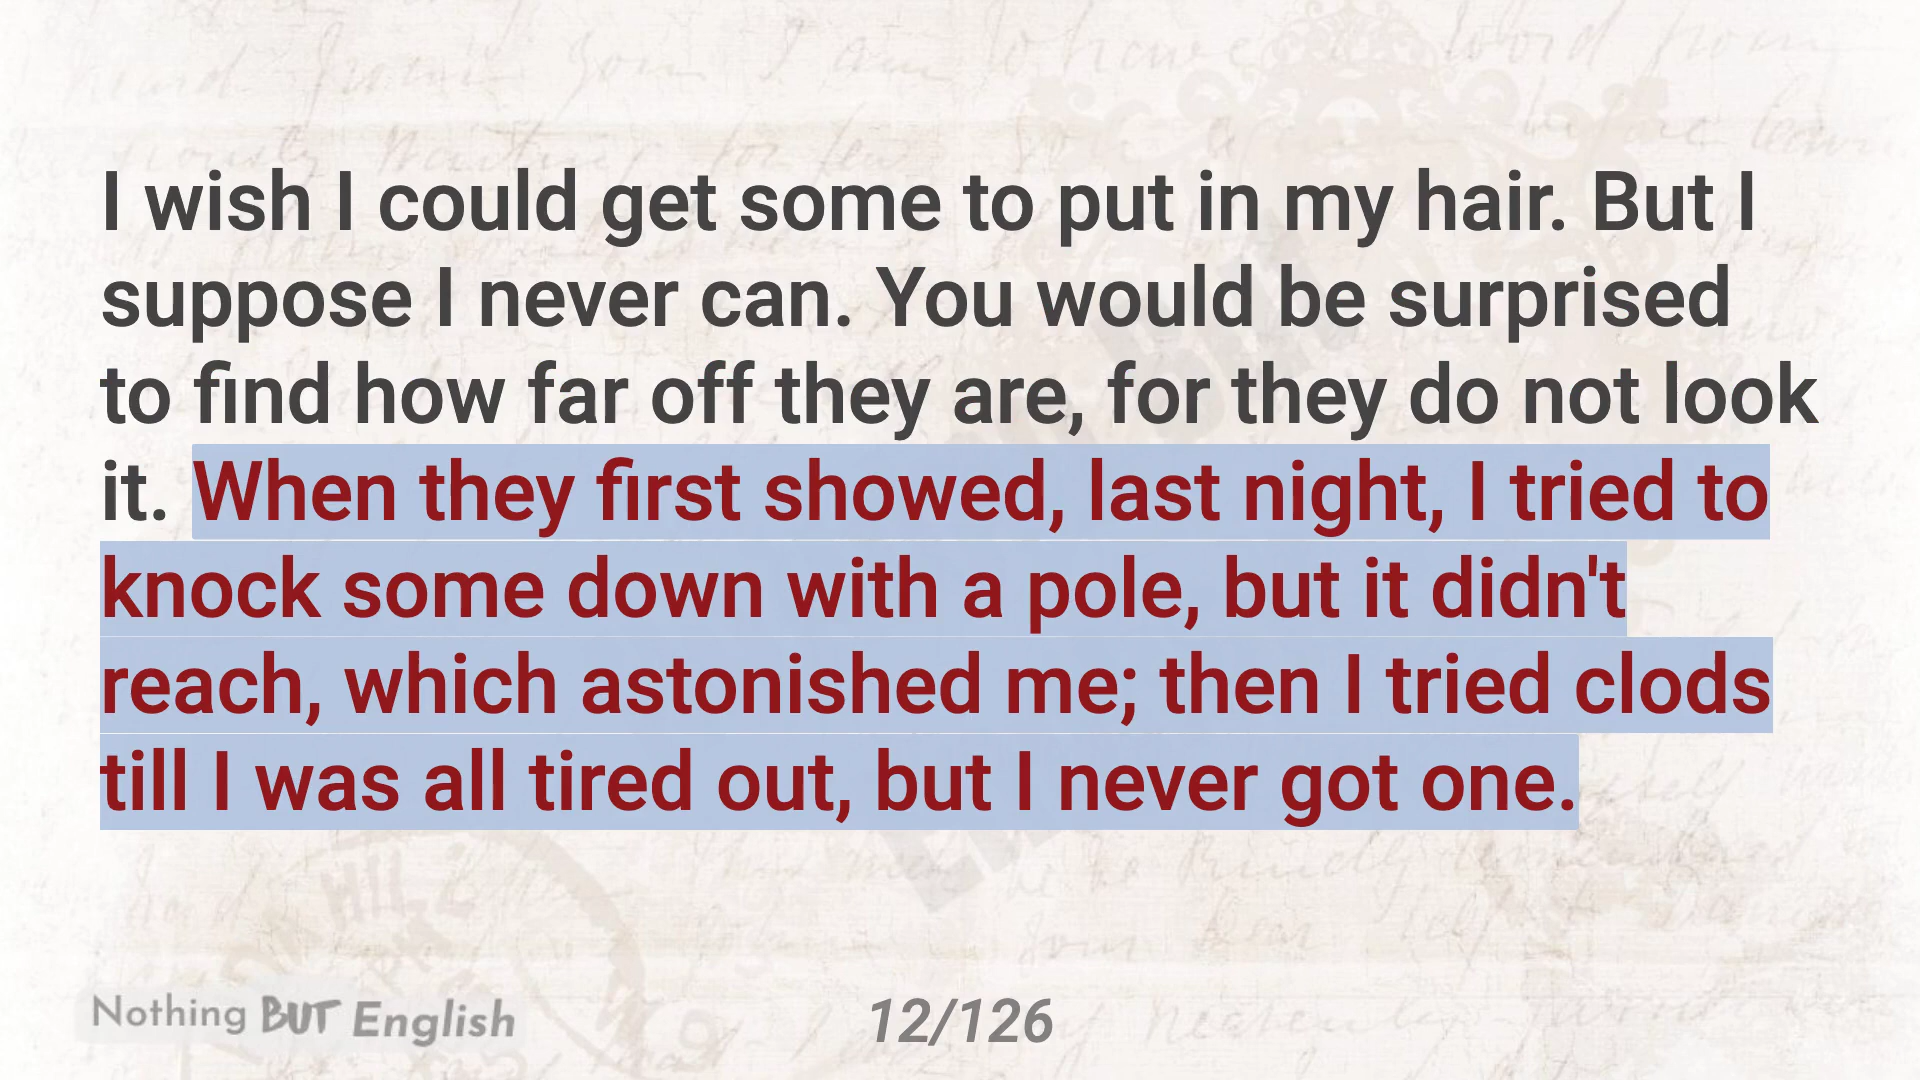 I wish I could get some to put in my hair. But I
suppose I never can. You would be surprised
to find how far off they are, for they do not look
it. When they first showed, last night, I tried to
knock some down with a pole, but it didn't
reach, which astonished me; then I tried clods
till I was all tired out, but I never got one.
Nothing BUT English
12/126